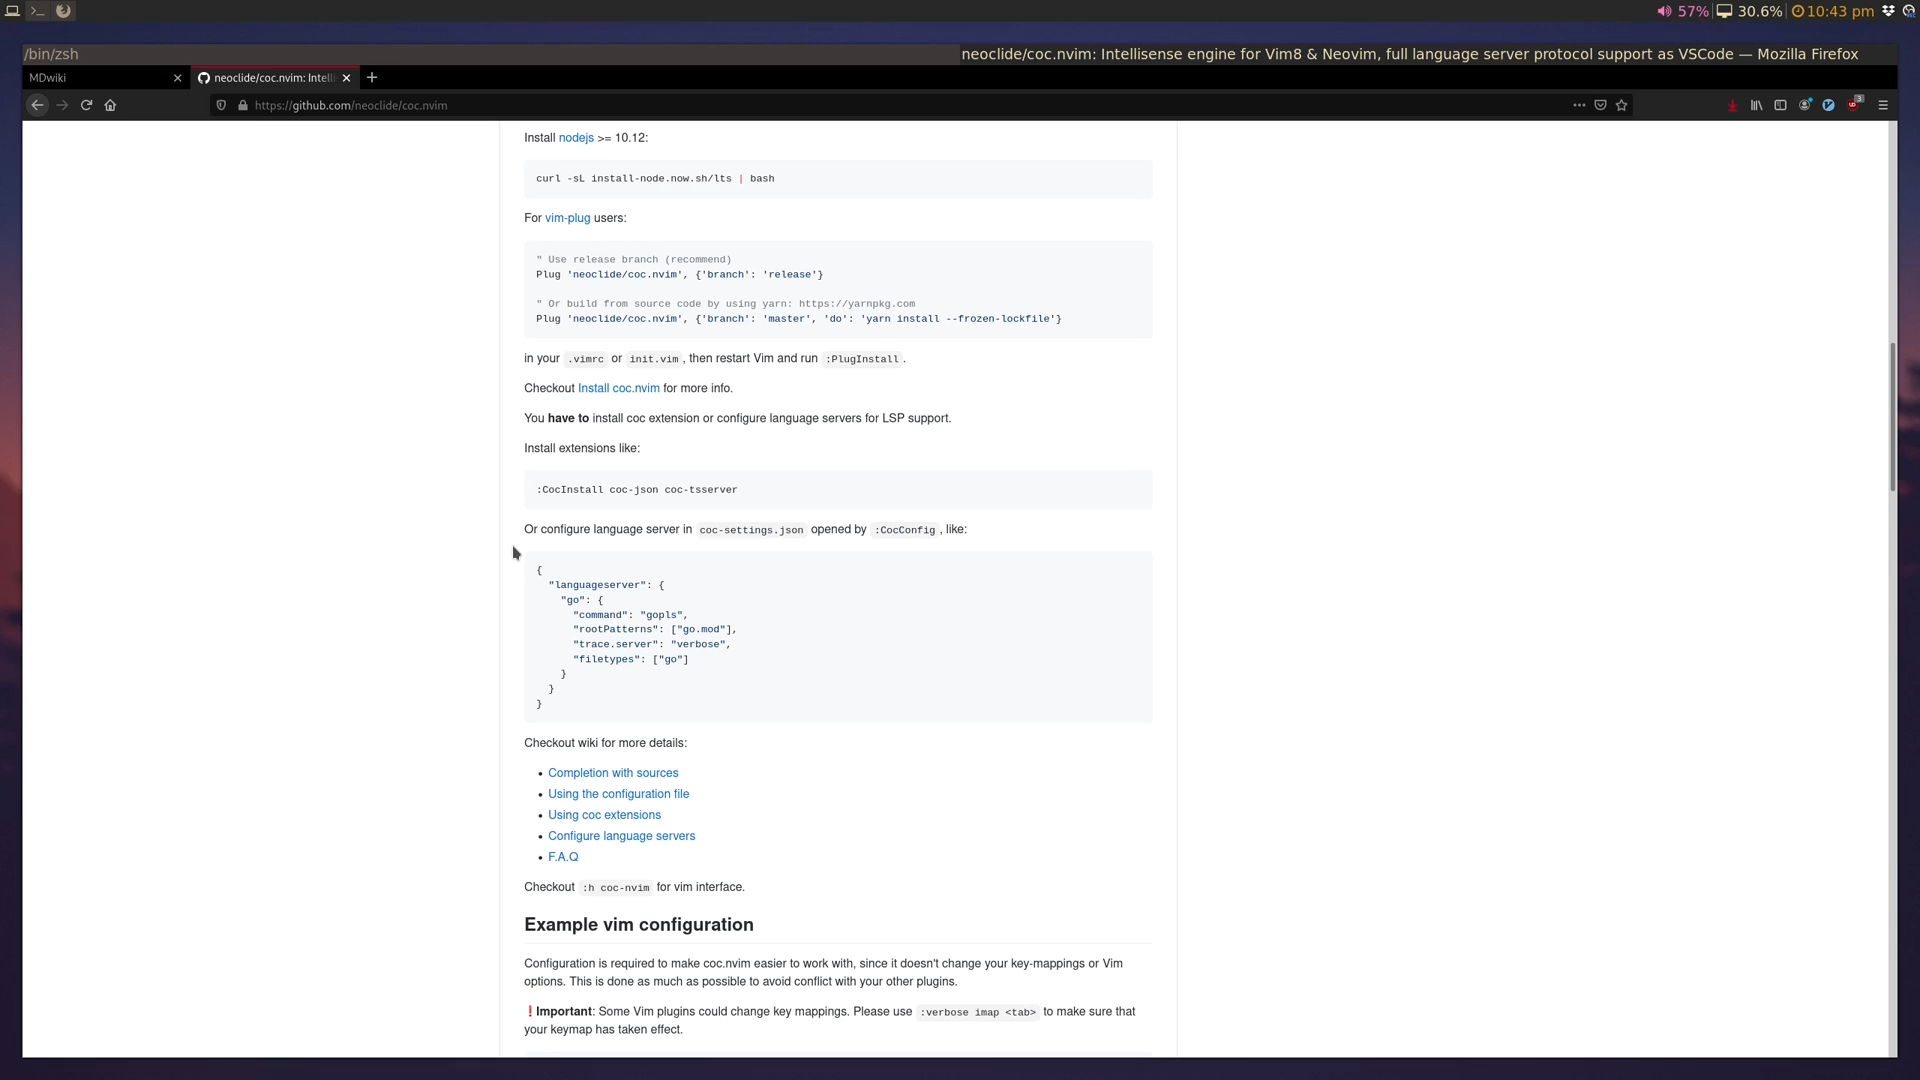 57% 30.6% 10:43 pm
/bin/zsh
neoclide/coc.nvim: Intellisense engine for Vim8 & Neovim, full language server protocol support as VSCode — Mozilla Firefox
MDwiki
neoclide/coc.nvim: Intelli
https://github.com/neoclide/coc.nvim
3
Install nodejs >= 10.12:
curl -sL install-node.now.sh/lts | bash
For vim-plug users:
" Use release branch (recommend)
Plug 'neoclide/coc.nvim', {'branch': 'release'}
" Or build from source code by using yarn: https://yarnpkg.com
Plug 'neoclide/coc.nvim', {'branch': 'master', 'do': 'yarn install --frozen-lockfile'}
in your .vimrc or init.vim, then restart Vim and run :PlugInstall.
Checkout Install coc.nvim for more info.
You have to install coc extension or configure language servers for LSP support.
Install extensions like:
:CocInstall coc-json coc-tsserver
Or configure language server in coc-settings.json opened by :CocConfig, like:
{
"languageserver": {
"go": {
"command": "gopls",
"rootPatterns": ["go.mod"],
"trace.server": "verbose",
"filetypes": ["go"]
}
}
}
Checkout wiki for more details:
• Completion with sources
• Using the configuration file
• Using coc extensions
• Configure language servers
• F.A.Q
Checkout :h coc-nvim for vim interface.
Example vim configuration
Configuration is required to make coc.nvim easier to work with, since it doesn't change your key-mappings or Vim
options. This is done as much as possible to avoid conflict with your other plugins.
❗Important: Some Vim plugins could change key mappings. Please use :verbose imap <tab> to make sure that
your keymap has taken effect.